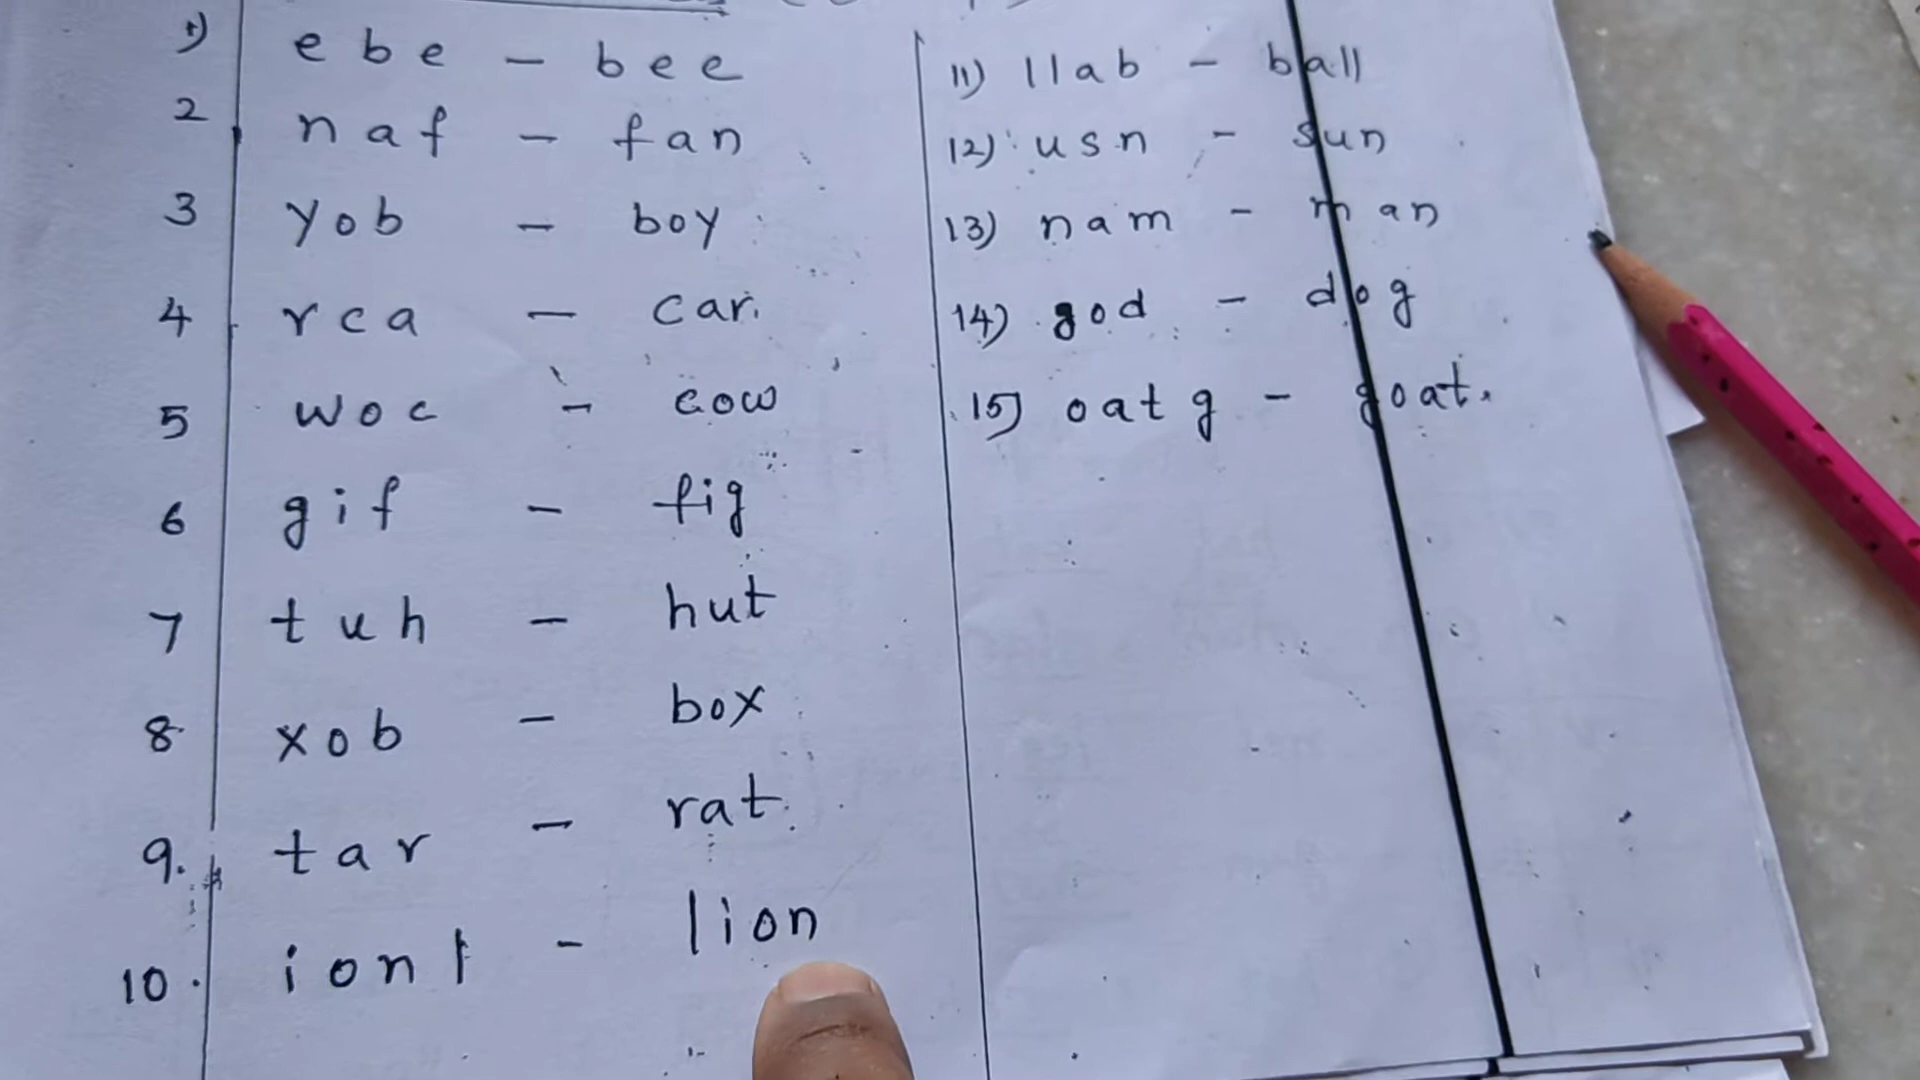 1) ebe - bee
2 naf - fan
3 yob - boy
4 rca - car.
5 woc - cow
6 gif - fig
7 tuh - hut
8 xob - box
9. tar - rat.
10. ionl - lion
11) llab - ball
12) usn - sun
13) nam - man
14) god - dog
15) oatg - goat.